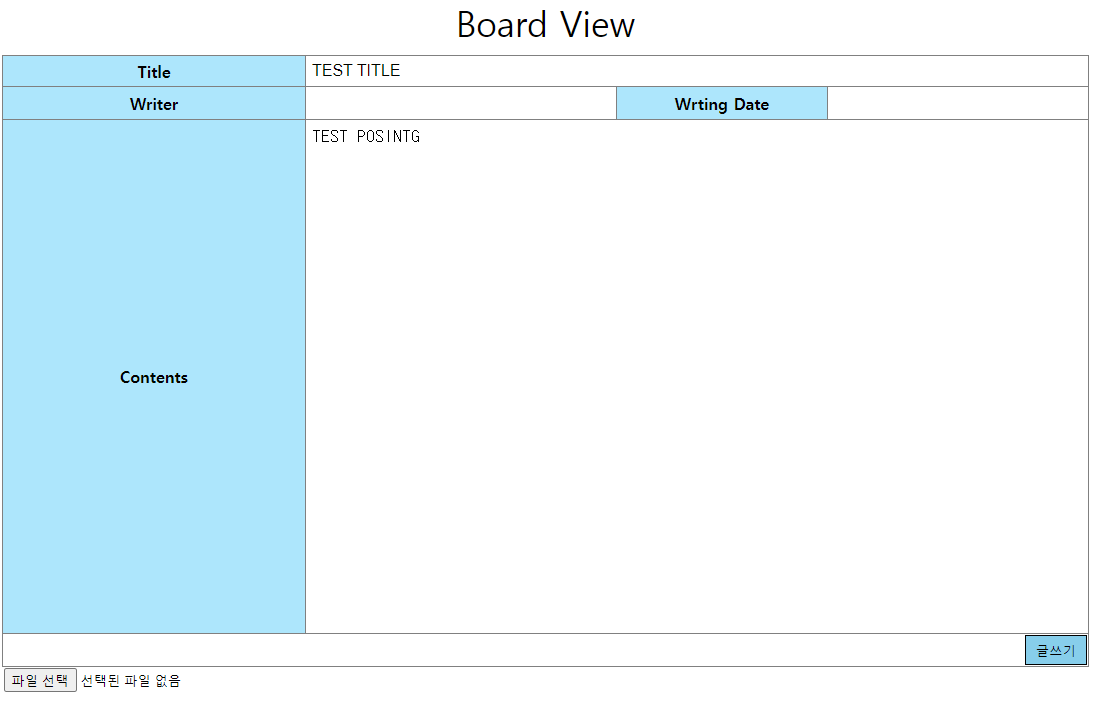 Board View
Title TEST TITLE
Writer Wrting Date
TEST POSINTG
Contents
글쓰기
파일 선택 선택된 파일 없음